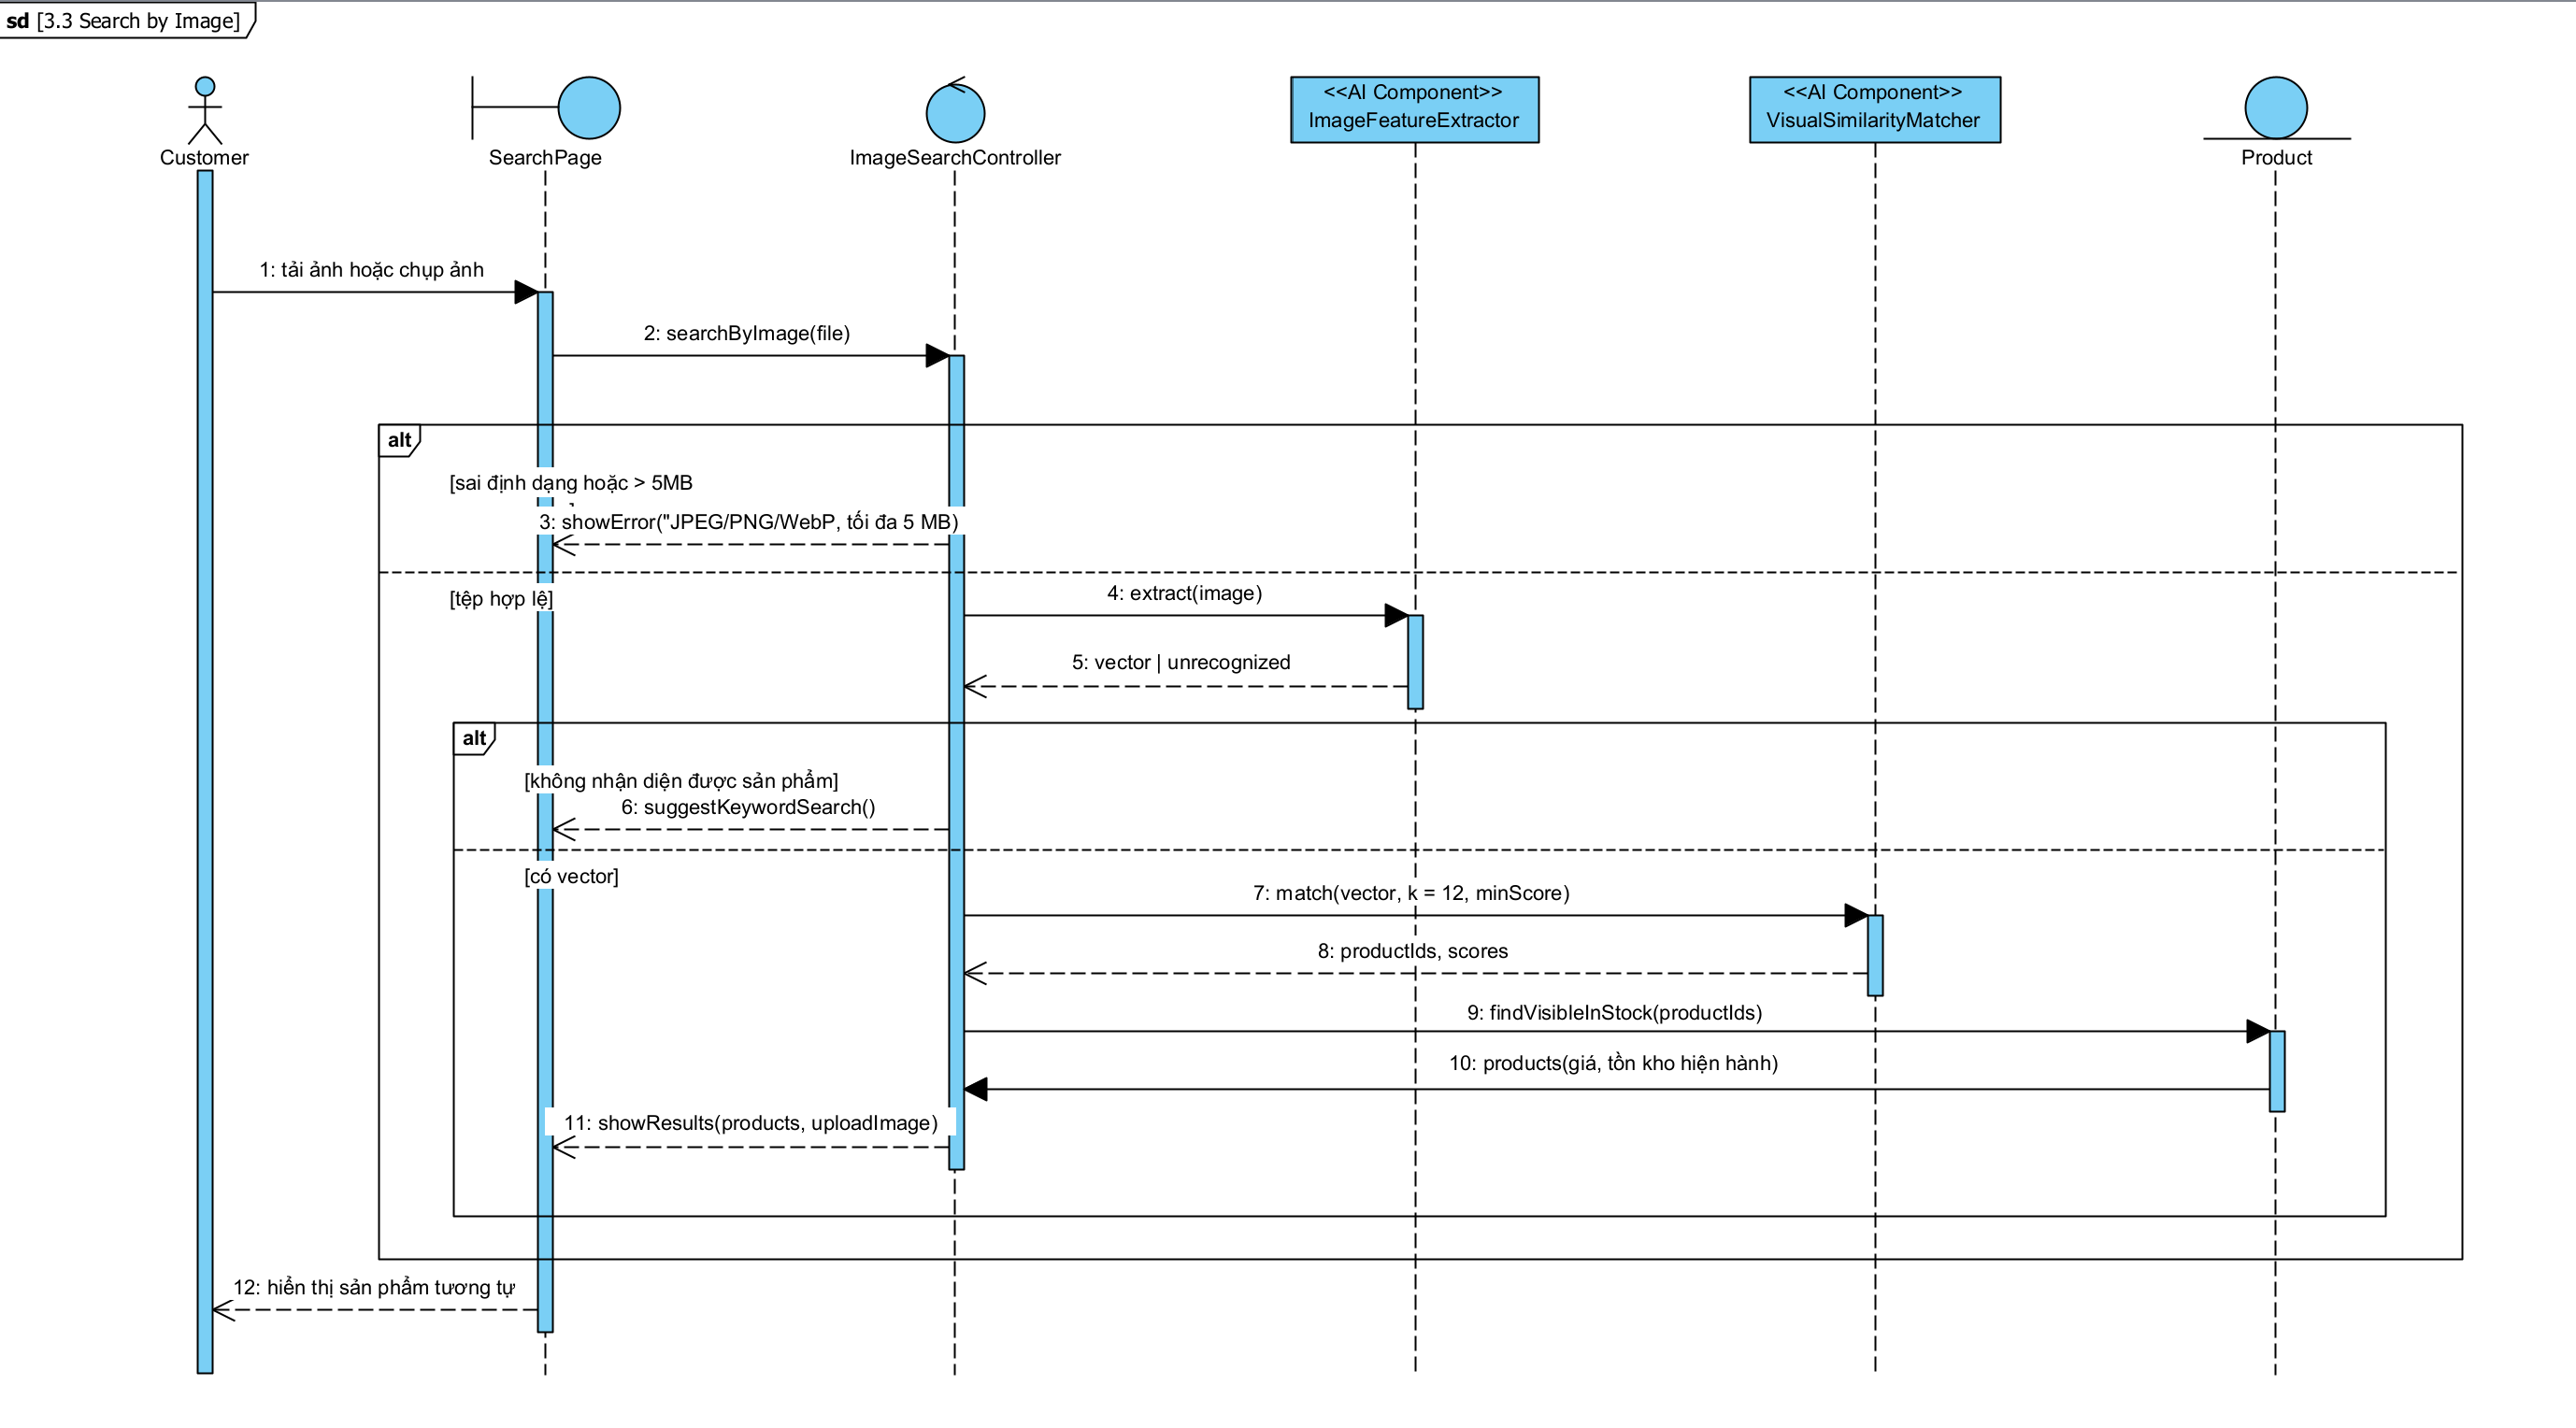 sd [3.3 Search by Image]
Customer
SearchPage
ImageSearchController
<<AI Component>>
ImageFeatureExtractor
<<AI Component>>
VisualSimilarityMatcher
Product
1: tải ảnh hoặc chụp ảnh
2: searchByImage(file)
alt
[sai định dạng hoặc > 5MB
]
3: showError("JPEG/PNG/WebP, tối đa 5 MB)
[tệp hợp lệ]
4: extract(image)
5: vector | unrecognized
alt
[không nhận diện được sản phẩm]
6: suggestKeywordSearch()
[có vector]
7: match(vector, k = 12, minScore)
8: productIds, scores
9: findVisibleInStock(productIds)
10: products(giá, tồn kho hiện hành)
11: showResults(products, uploadImage)
12: hiển thị sản phẩm tương tự